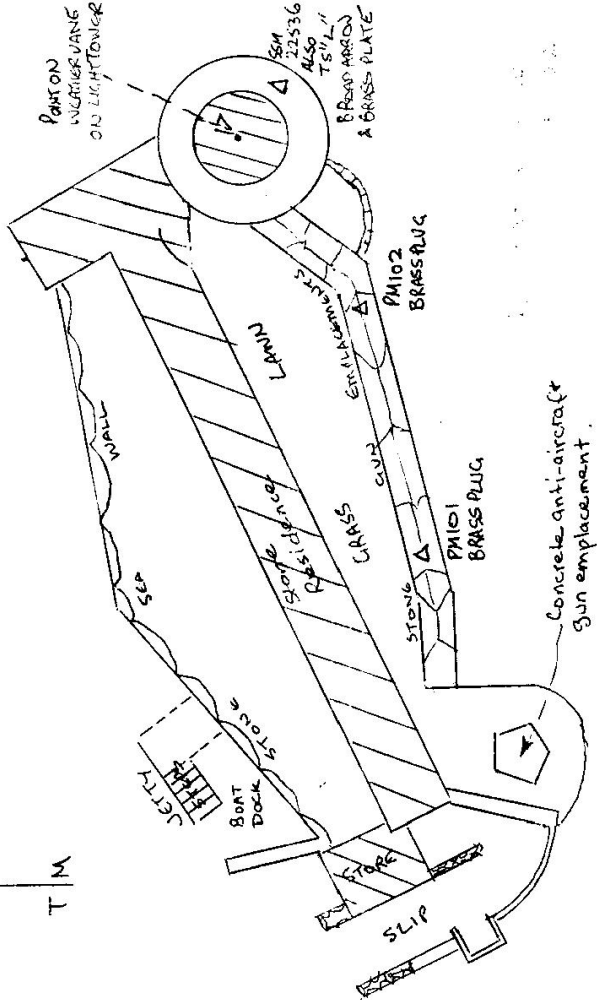 POINT ON
WEATHERVANE
ON LIGHT TOWER
SSM
22536
ALSO
TS "L"
BROAD ARROW
& BRASS PLATE
EMPLACEMENTS
PM102
BRASS PLUG
LAWN
WALL
GUN
SEA
Stone
Residence
GRASS
PM101
BRASS PLUG
STONE
Concrete anti-aircraft
gun emplacement.
STONE
JETTY
BOAT
DOCK
STORE
SLIP
T M